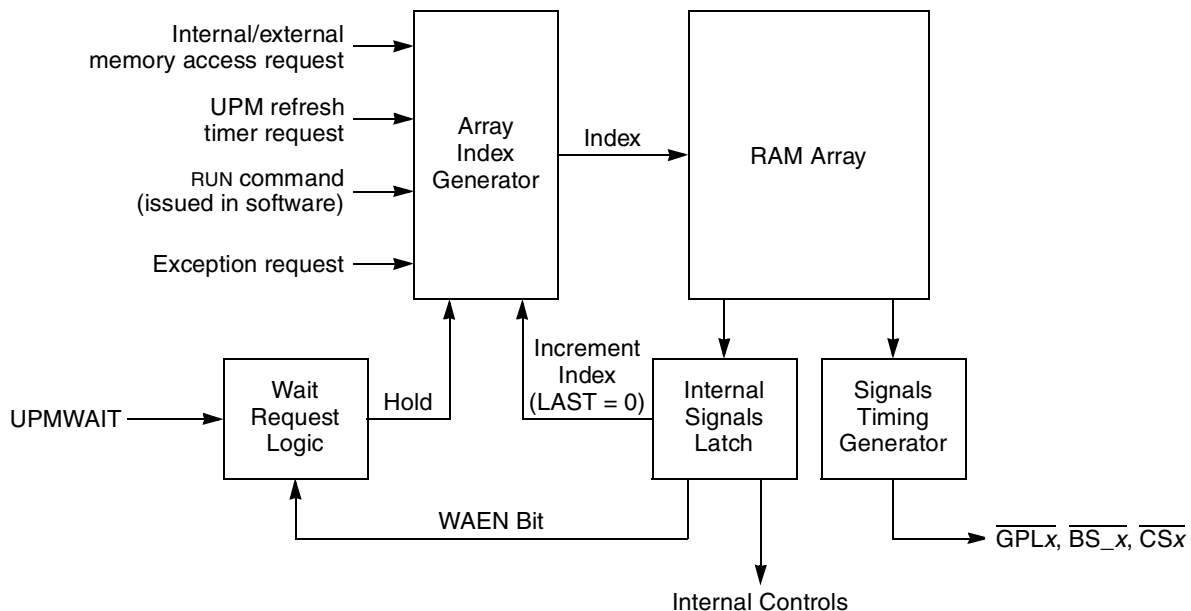 Internal/external
memory access request
UPM refresh
timer request
RUN command
(issued in software)
Exception request
Array
Index
Generator
Index
RAM Array
UPMWAIT
Wait
Request
Logic
Hold
Increment
Index
(LAST = 0)
Internal
Signals
Latch
Signals
Timing
Generator
WAEN Bit
GPLx, BS_x, CSx
Internal Controls